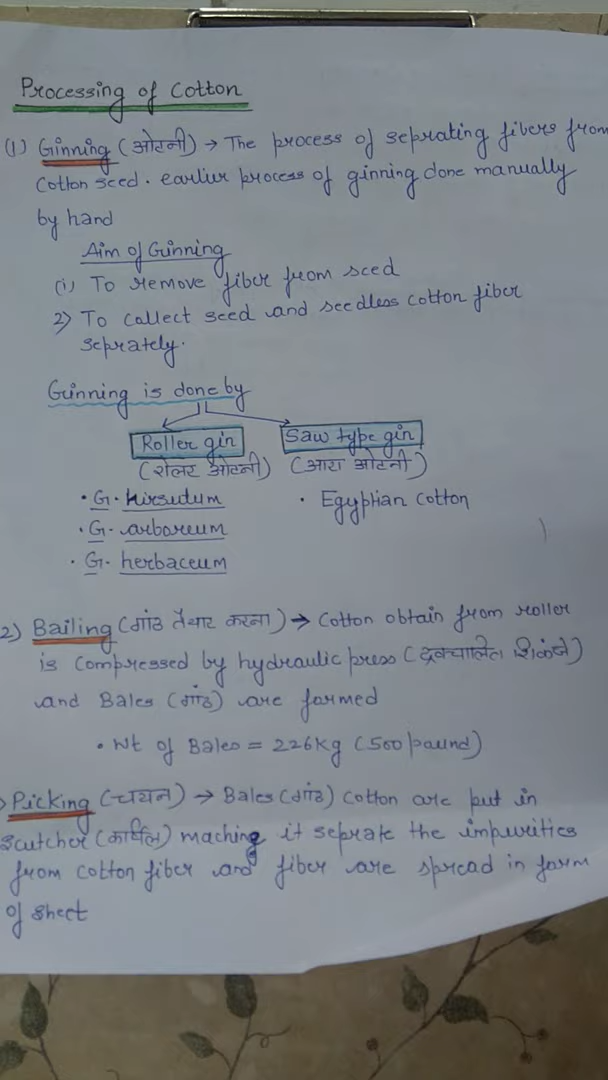 Processing of Cotton
(1) Ginning (ओटनी) → The process of seprating fibers from
Cotton seed. earlier process of ginning done manually
by hand
Aim of Ginning
(i) To remove fiber from seed
2) To collect seed and seedless cotton fiber
seprately.
Ginning is done by
Roller gin Saw type gin
(रोलर ओटनी) (आरा ओटनी)
• G. hirsudum • Egyptian cotton
• G. arboreum
• G. herbaceum
2) Bailing (गांठ तैयार करना) → Cotton obtain from roller
is compressed by hydraulic press (द्रवचालित शिकंजे)
and Bales (गांठ) are formed
• Wt of Bales = 226Kg (500 paund)
Picking (चयन) → Bales (गांठ) Cotton are put in
Scutcher maching it seprate the impurities
from cotton fiber and fiber are spread in form
of sheet